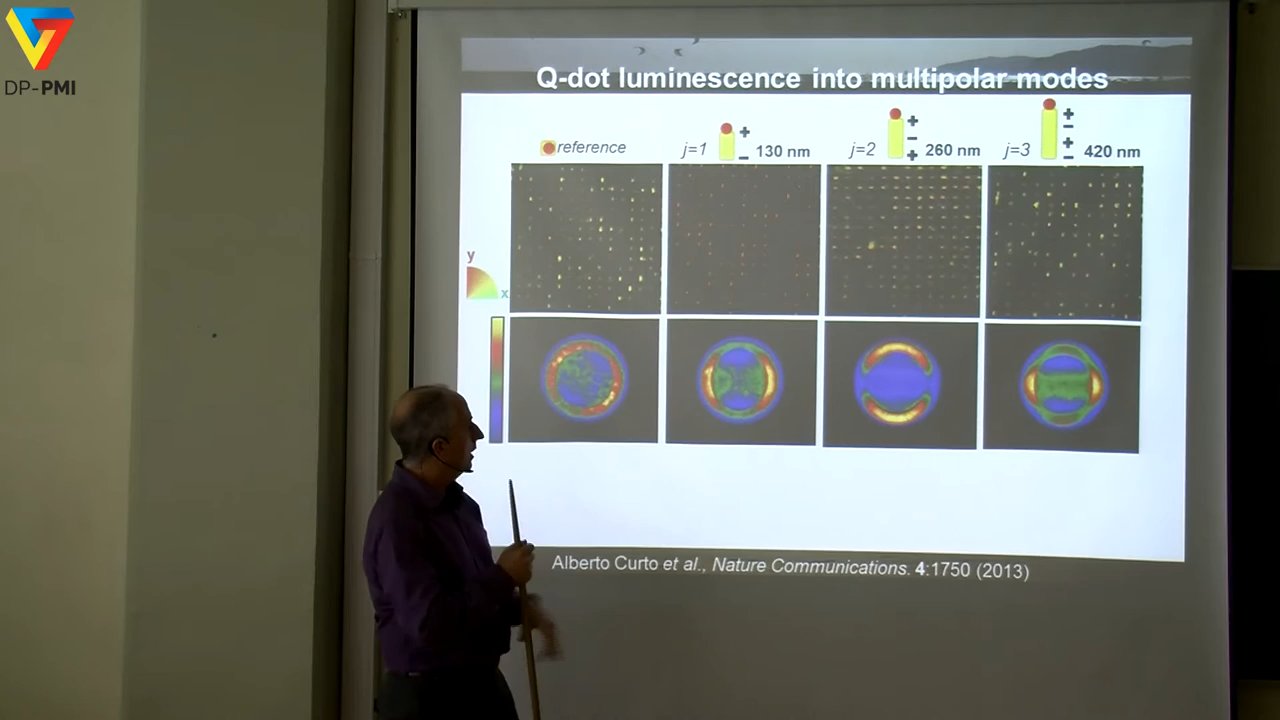 DP-PMI
Q-dot luminescence into multipolar modes
reference
j=1
+
−
130 nm
j=2
+
−
+
260 nm
j=3
+
−
+
−
420 nm
y
x
Alberto Curto et al., Nature Communications. 4:1750 (2013)